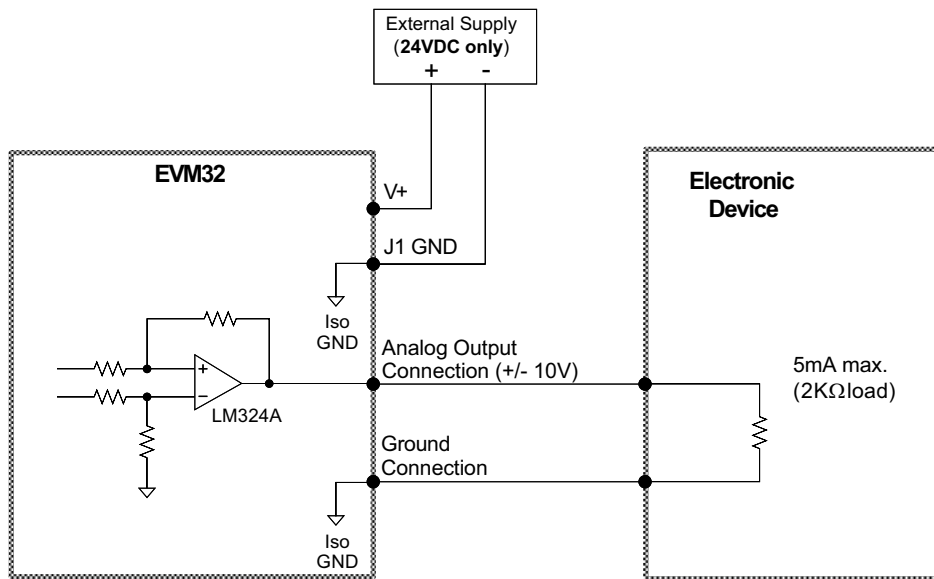 External Supply
(24VDC only)
+ -
EVM32
V+
J1 GND
Iso
GND
Analog Output
Connection (+/- 10V)
+
−
LM324A
Ground
Connection
Iso
GND
Electronic
Device
5mA max.
(2KΩload)